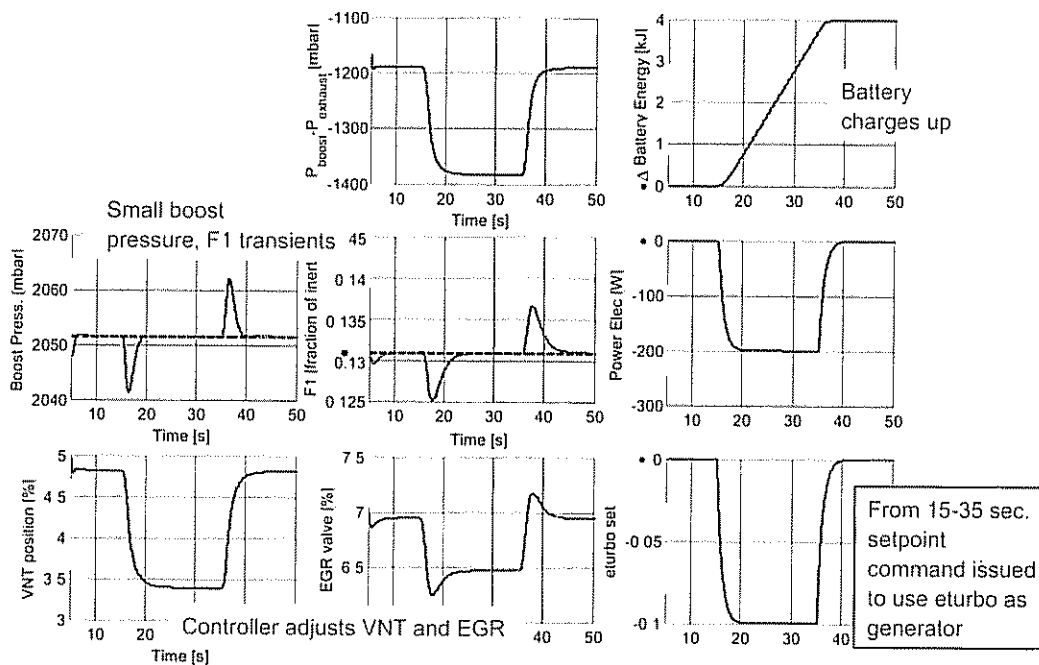 P_boost-P_exhaust [mbar]
-1100
-1200
-1300
-1400
10 20 30 40 50
Time [s]
Δ Battery Energy [kJ]
4
3
2
1
0
10 20 30 40 50
Battery
charges up
Small boost
pressure, F1 transients
Boost Press. [mbar]
2070
2060
2050
2040
10 20 30 40 50
Time [s]
F1 [fraction of inert
45
0 14
0 135
0 13
0 125
10 20 30 40 50
Time [s]
Power Elec [W]
0
-100
-200
-300
10 20 30 40 50
VNT position [%]
5
4 5
4
3 5
3
10 20 30
Time [s]
EGR valve [%]
7 5
7
6 5
40 50
eturbo set
0
-0 05
-0 1
10 20 30 40 50
Controller adjusts VNT and EGR
From 15-35 sec.
setpoint
command issued
to use eturbo as
generator